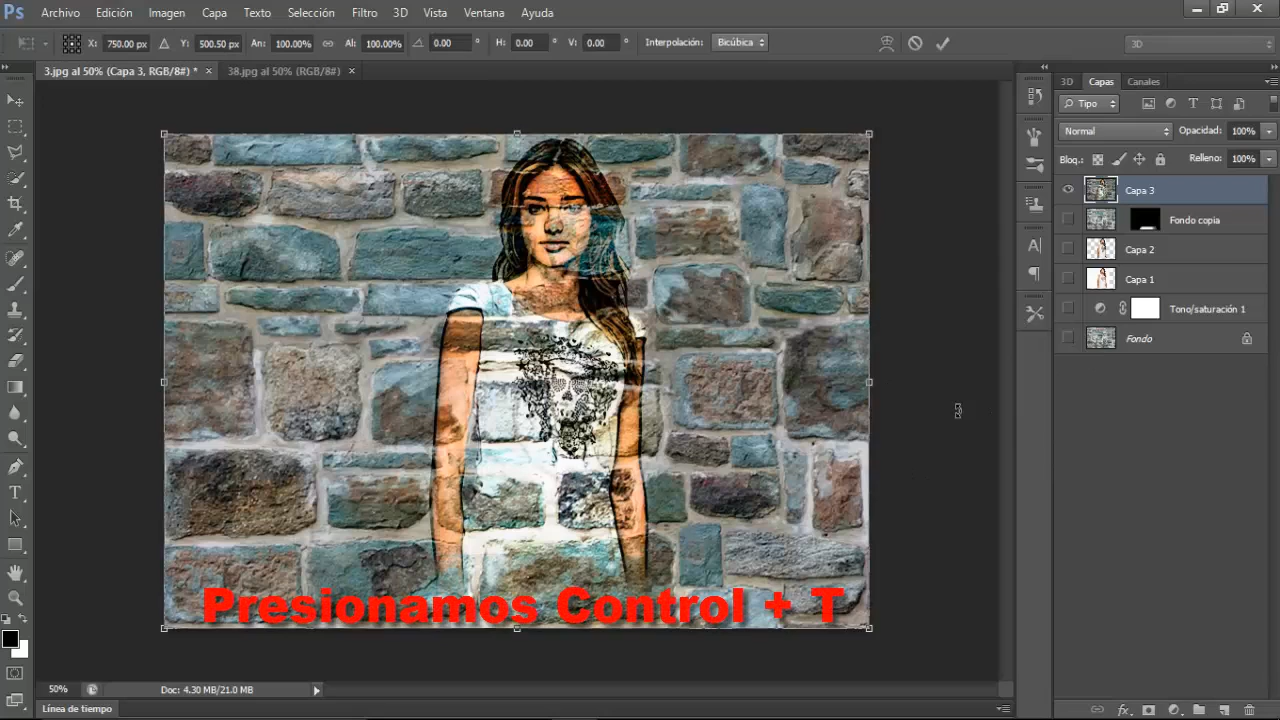 Ps Archivo Edición Imagen Capa Texto Selección Filtro 3D Vista Ventana Ayuda
X: 750.00 px Y: 500.50 px An: 100.00% Al: 100.00% 0.00 ° H: 0.00 ° V: 0.00 ° Interpolación: Bicúbica 3D
3.jpg al 50% (Capa 3, RGB/8#) * × 38.jpg al 50% (RGB/8#) ×
3D Capas Canales
Tipo
Normal Opacidad: 100%
Bloq.: Relleno: 100%
Capa 3
Fondo copia
Capa 2
Capa 1
Tono/saturación 1
Fondo
Presionamos Control + T
50% Doc: 4.30 MB/21.0 MB
Línea de tiempo